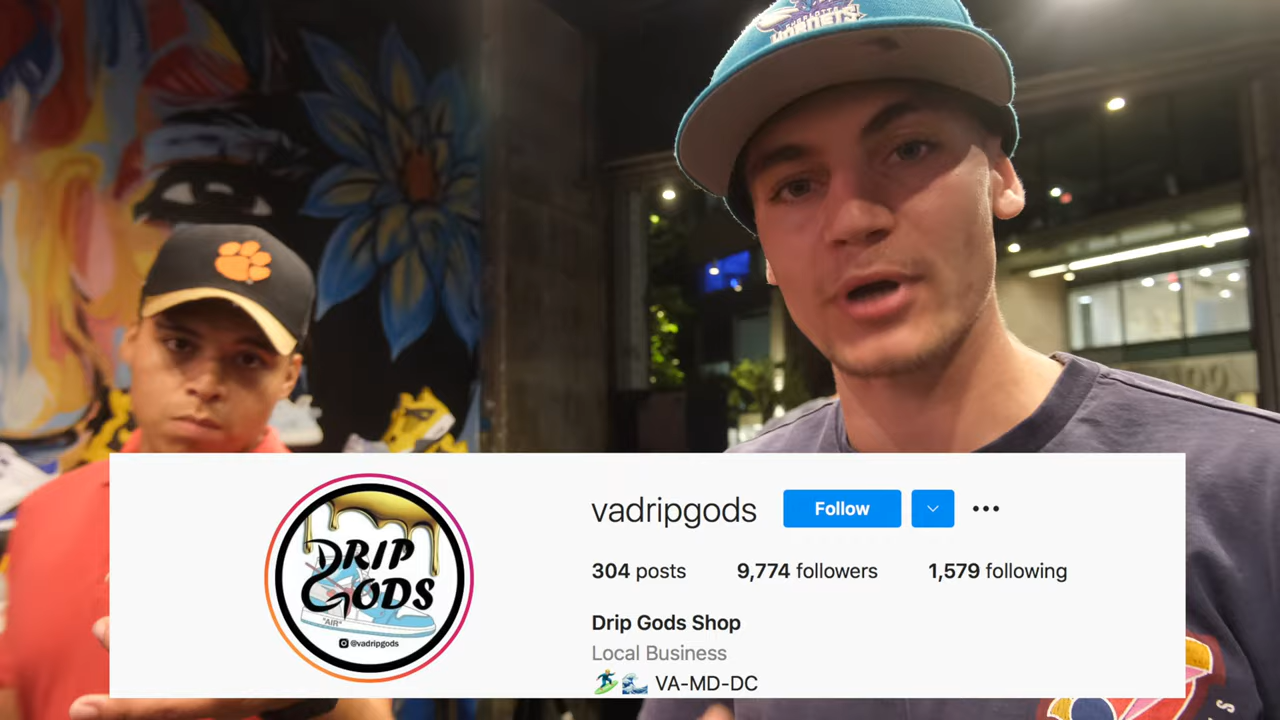 HORNETS
vadripgods
Follow
304 posts 9,774 followers 1,579 following
Drip Gods Shop
Local Business
🏄🌊 VA-MD-DC
DRIP
GODS
"AIR"
@vadripgods
S